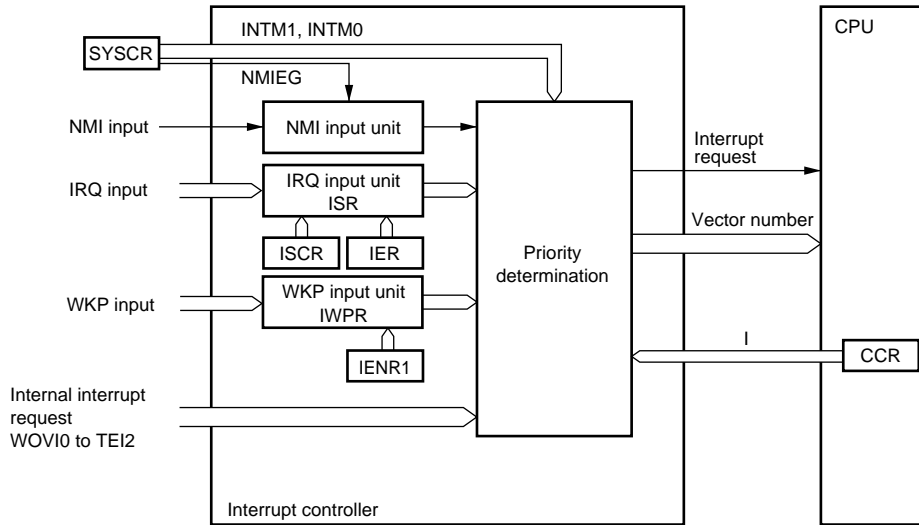 INTM1, INTM0
CPU
SYSCR
NMIEG
NMI input
NMI input unit
Interrupt
request
IRQ input
IRQ input unit
ISR
Vector number
ISCR
IER
Priority
determination
WKP input
WKP input unit
IWPR
I
CCR
IENR1
Internal interrupt
request
WOVI0 to TEI2
Interrupt controller